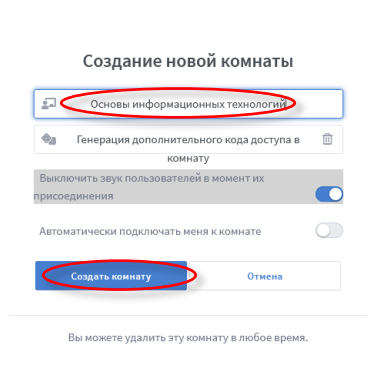 Создание новой комнаты
Основы информационных технологий
Генерация дополнительного кода доступа в
комнату
Выключить звук пользователей в момент их
присоединения
Автоматически подключать меня к комнате
Создать комнату
Отмена
Вы можете удалить эту комнату в любое время.